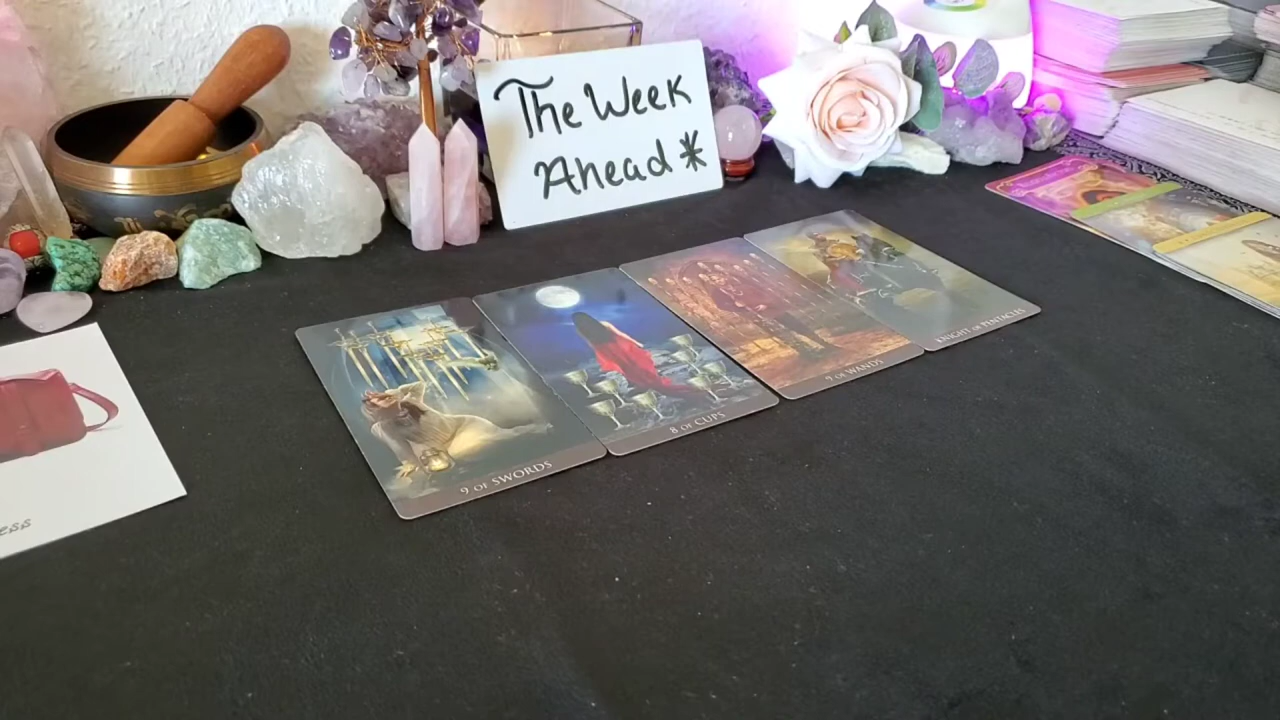 The Week
Ahead *
9 OF SWORDS
8 OF CUPS
9 OF WANDS
KNIGHT OF PENTACLES
ess